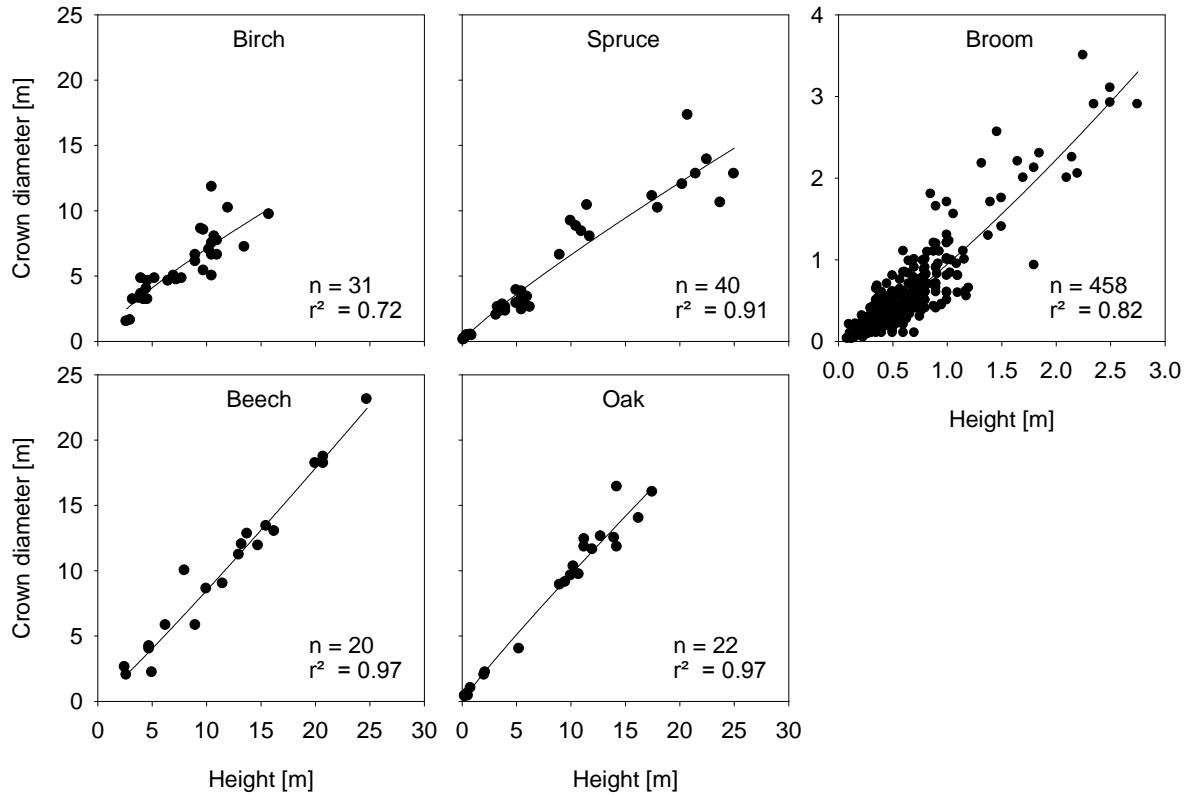 Birch
Crown diameter [m]
25
20
15
10
5
0
n = 31
r² = 0.72
Spruce
n = 40
r² = 0.91
Broom
4
3
2
1
0
n = 458
r² = 0.82
0.0 0.5 1.0 1.5 2.0 2.5 3.0
Height [m]
Beech
Crown diameter [m]
25
20
15
10
5
0
n = 20
r² = 0.97
0 5 10 15 20 25 30
Height [m]
Oak
n = 22
r² = 0.97
0 5 10 15 20 25 30
Height [m]